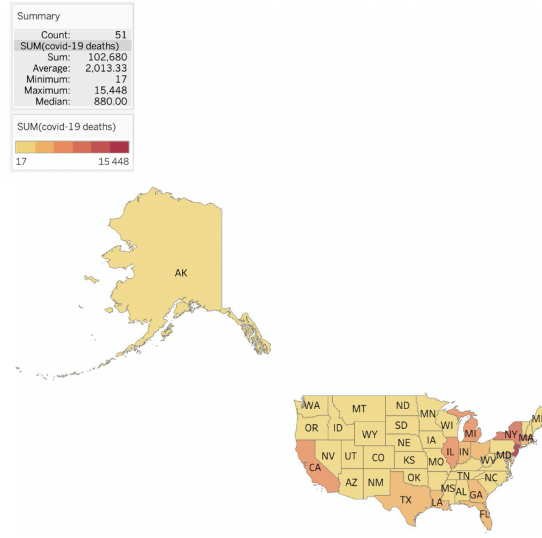 Summary
Count: 51
SUM(covid-19 deaths)
Sum: 102,680
Average: 2,013.33
Minimum: 17
Maximum: 15,448
Median: 880.00
SUM(covid-19 deaths)
17 15 448
AK
WA MT ND MN
OR ID WY SD WI MI NY MA
NE IA
NV UT CO KS MO IL IN WV MD
CA
AZ NM OK TN NC
TX LA MS AL GA
FL